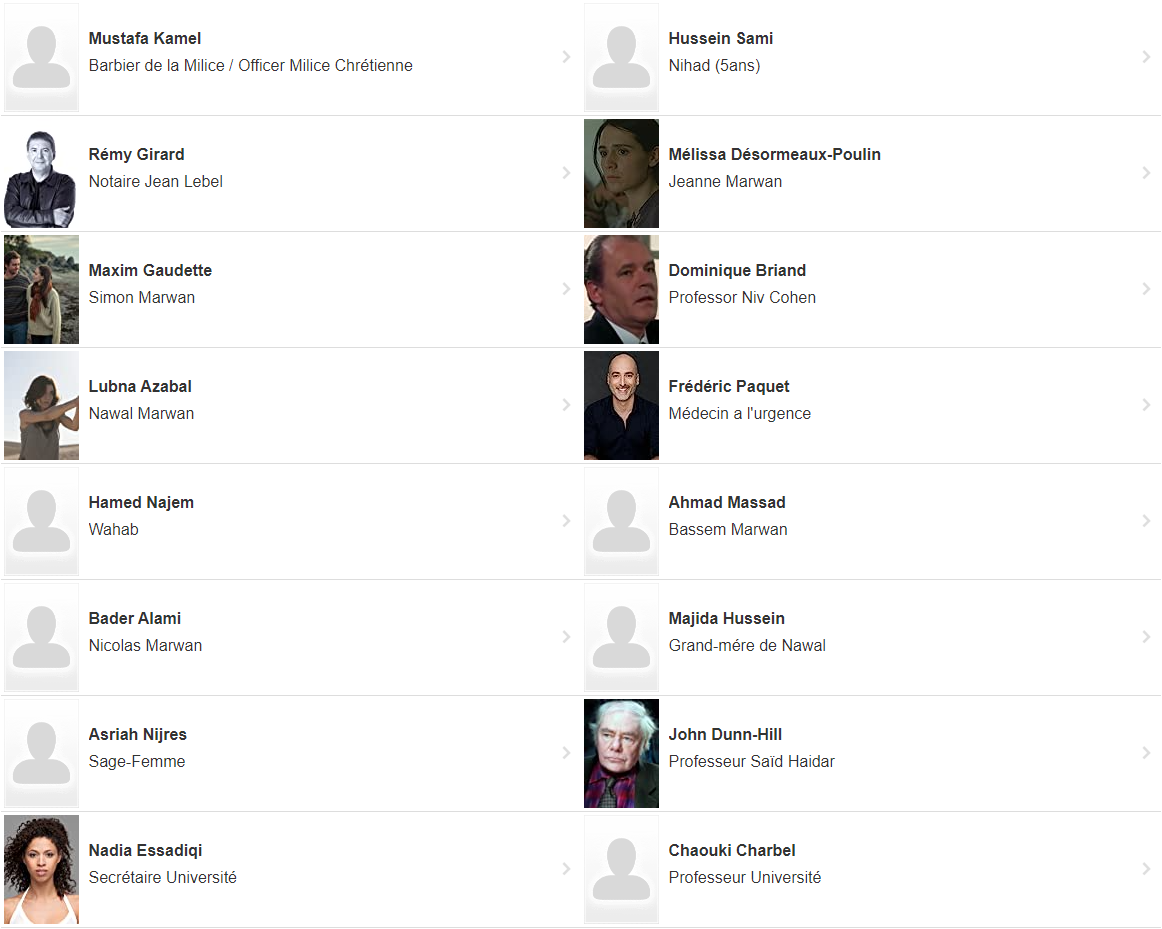 Mustafa Kamel
Barbier de la Milice / Officer Milice Chrétienne
Hussein Sami
Nihad (5ans)
Rémy Girard
Notaire Jean Lebel
Mélissa Désormeaux-Poulin
Jeanne Marwan
Maxim Gaudette
Simon Marwan
Dominique Briand
Professor Niv Cohen
Lubna Azabal
Nawal Marwan
Frédéric Paquet
Médecin a l'urgence
Hamed Najem
Wahab
Ahmad Massad
Bassem Marwan
Bader Alami
Nicolas Marwan
Majida Hussein
Grand-mére de Nawal
Asriah Nijres
Sage-Femme
John Dunn-Hill
Professeur Saïd Haidar
Nadia Essadiqi
Secrétaire Université
Chaouki Charbel
Professeur Université